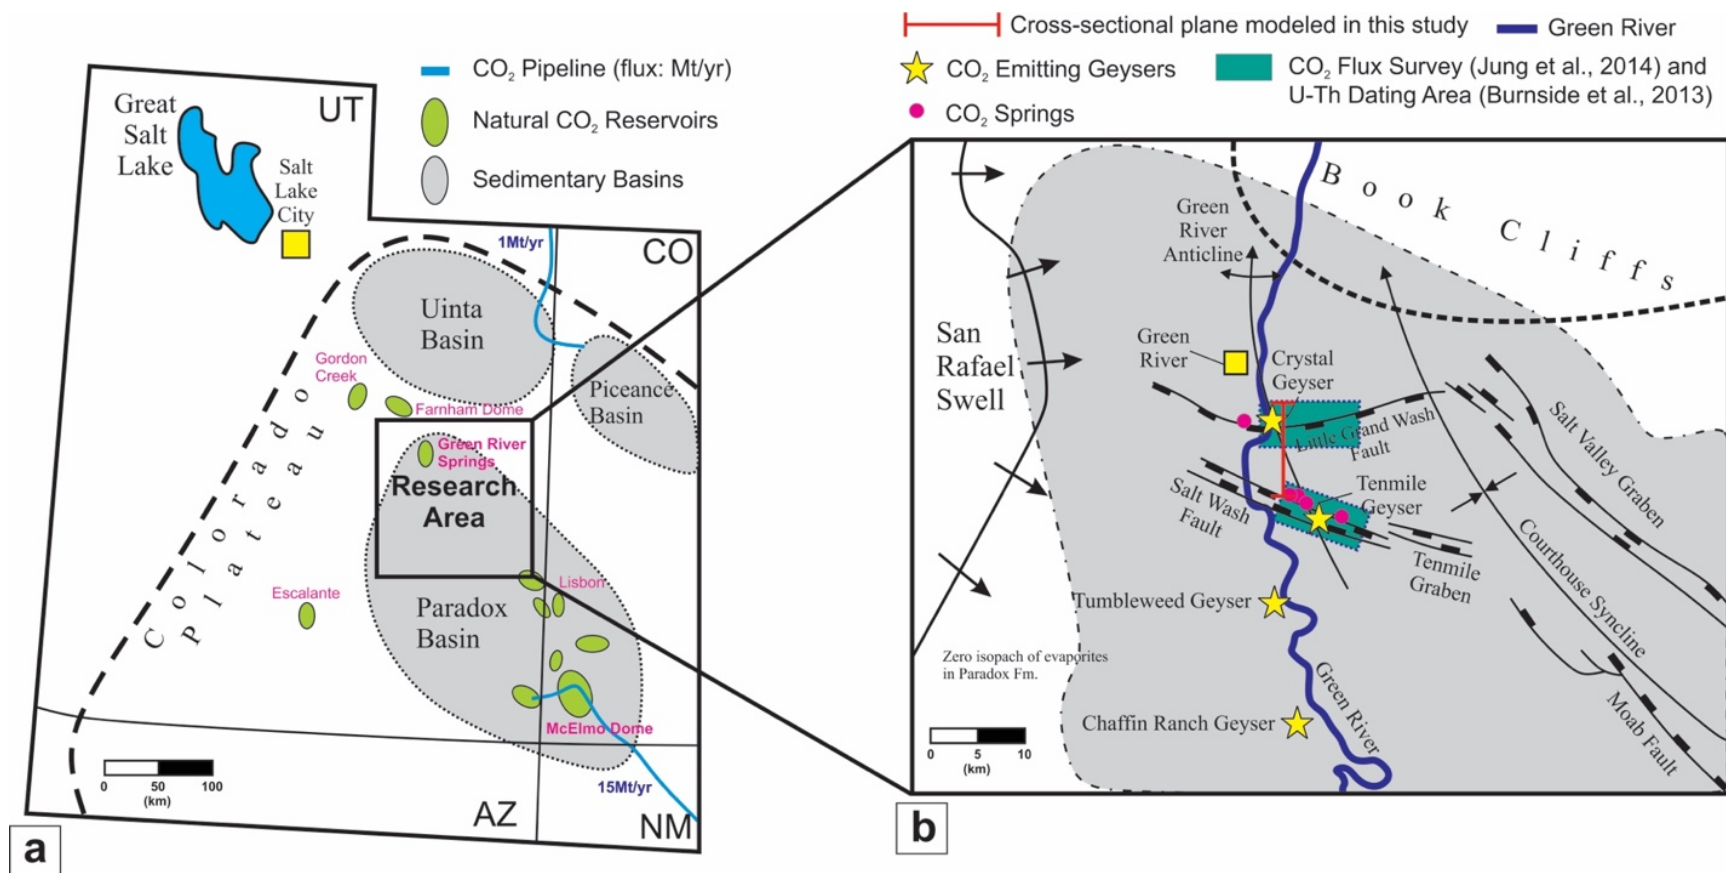 UT
Great
Salt
Lake
Salt
Lake
City
CO₂ Pipeline (flux: Mt/yr)
Natural CO₂ Reservoirs
Sedimentary Basins
1Mt/yr
CO
Uinta
Basin
Piceance
Basin
Gordon
Creek
Farnham Dome
Green River
Springs
Research
Area
Colorado
Plateau
Escalante
Lisbon
Paradox
Basin
McElmo Dome
15Mt/yr
0 50 100
(km)
AZ
NM
a
b
Cross-sectional plane modeled in this study
Green River
CO₂ Emitting Geysers
CO₂ Flux Survey (Jung et al., 2014) and
U-Th Dating Area (Burnside et al., 2013)
CO₂ Springs
Book Cliffs
Green
River
Anticline
San
Rafael
Swell
Green
River
Crystal
Geyser
Little Grand Wash
Fault
Salt Valley Graben
Salt Wash
Fault
Tenmile
Geyser
Tenmile
Graben
Courthouse Syncline
Tumbleweed Geyser
Zero isopach of evaporites
in Paradox Fm.
Green River
Chaffin Ranch Geyser
Moab Fault
0 5 10
(km)